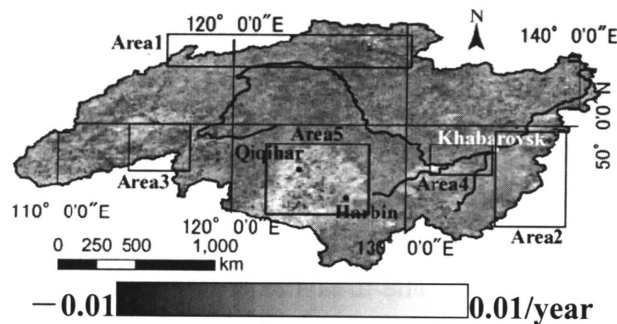 120° 0'0"E
N
140° 0'0"E
Area1
50° 0'0"N
Area5
Khabarovsk
Qiqihar
Area3
Area4
Harbin
110° 0'0"E
120° 0'0"E
130° 0'0"E
Area2
0 250 500 1,000
km
−0.01
0.01/year